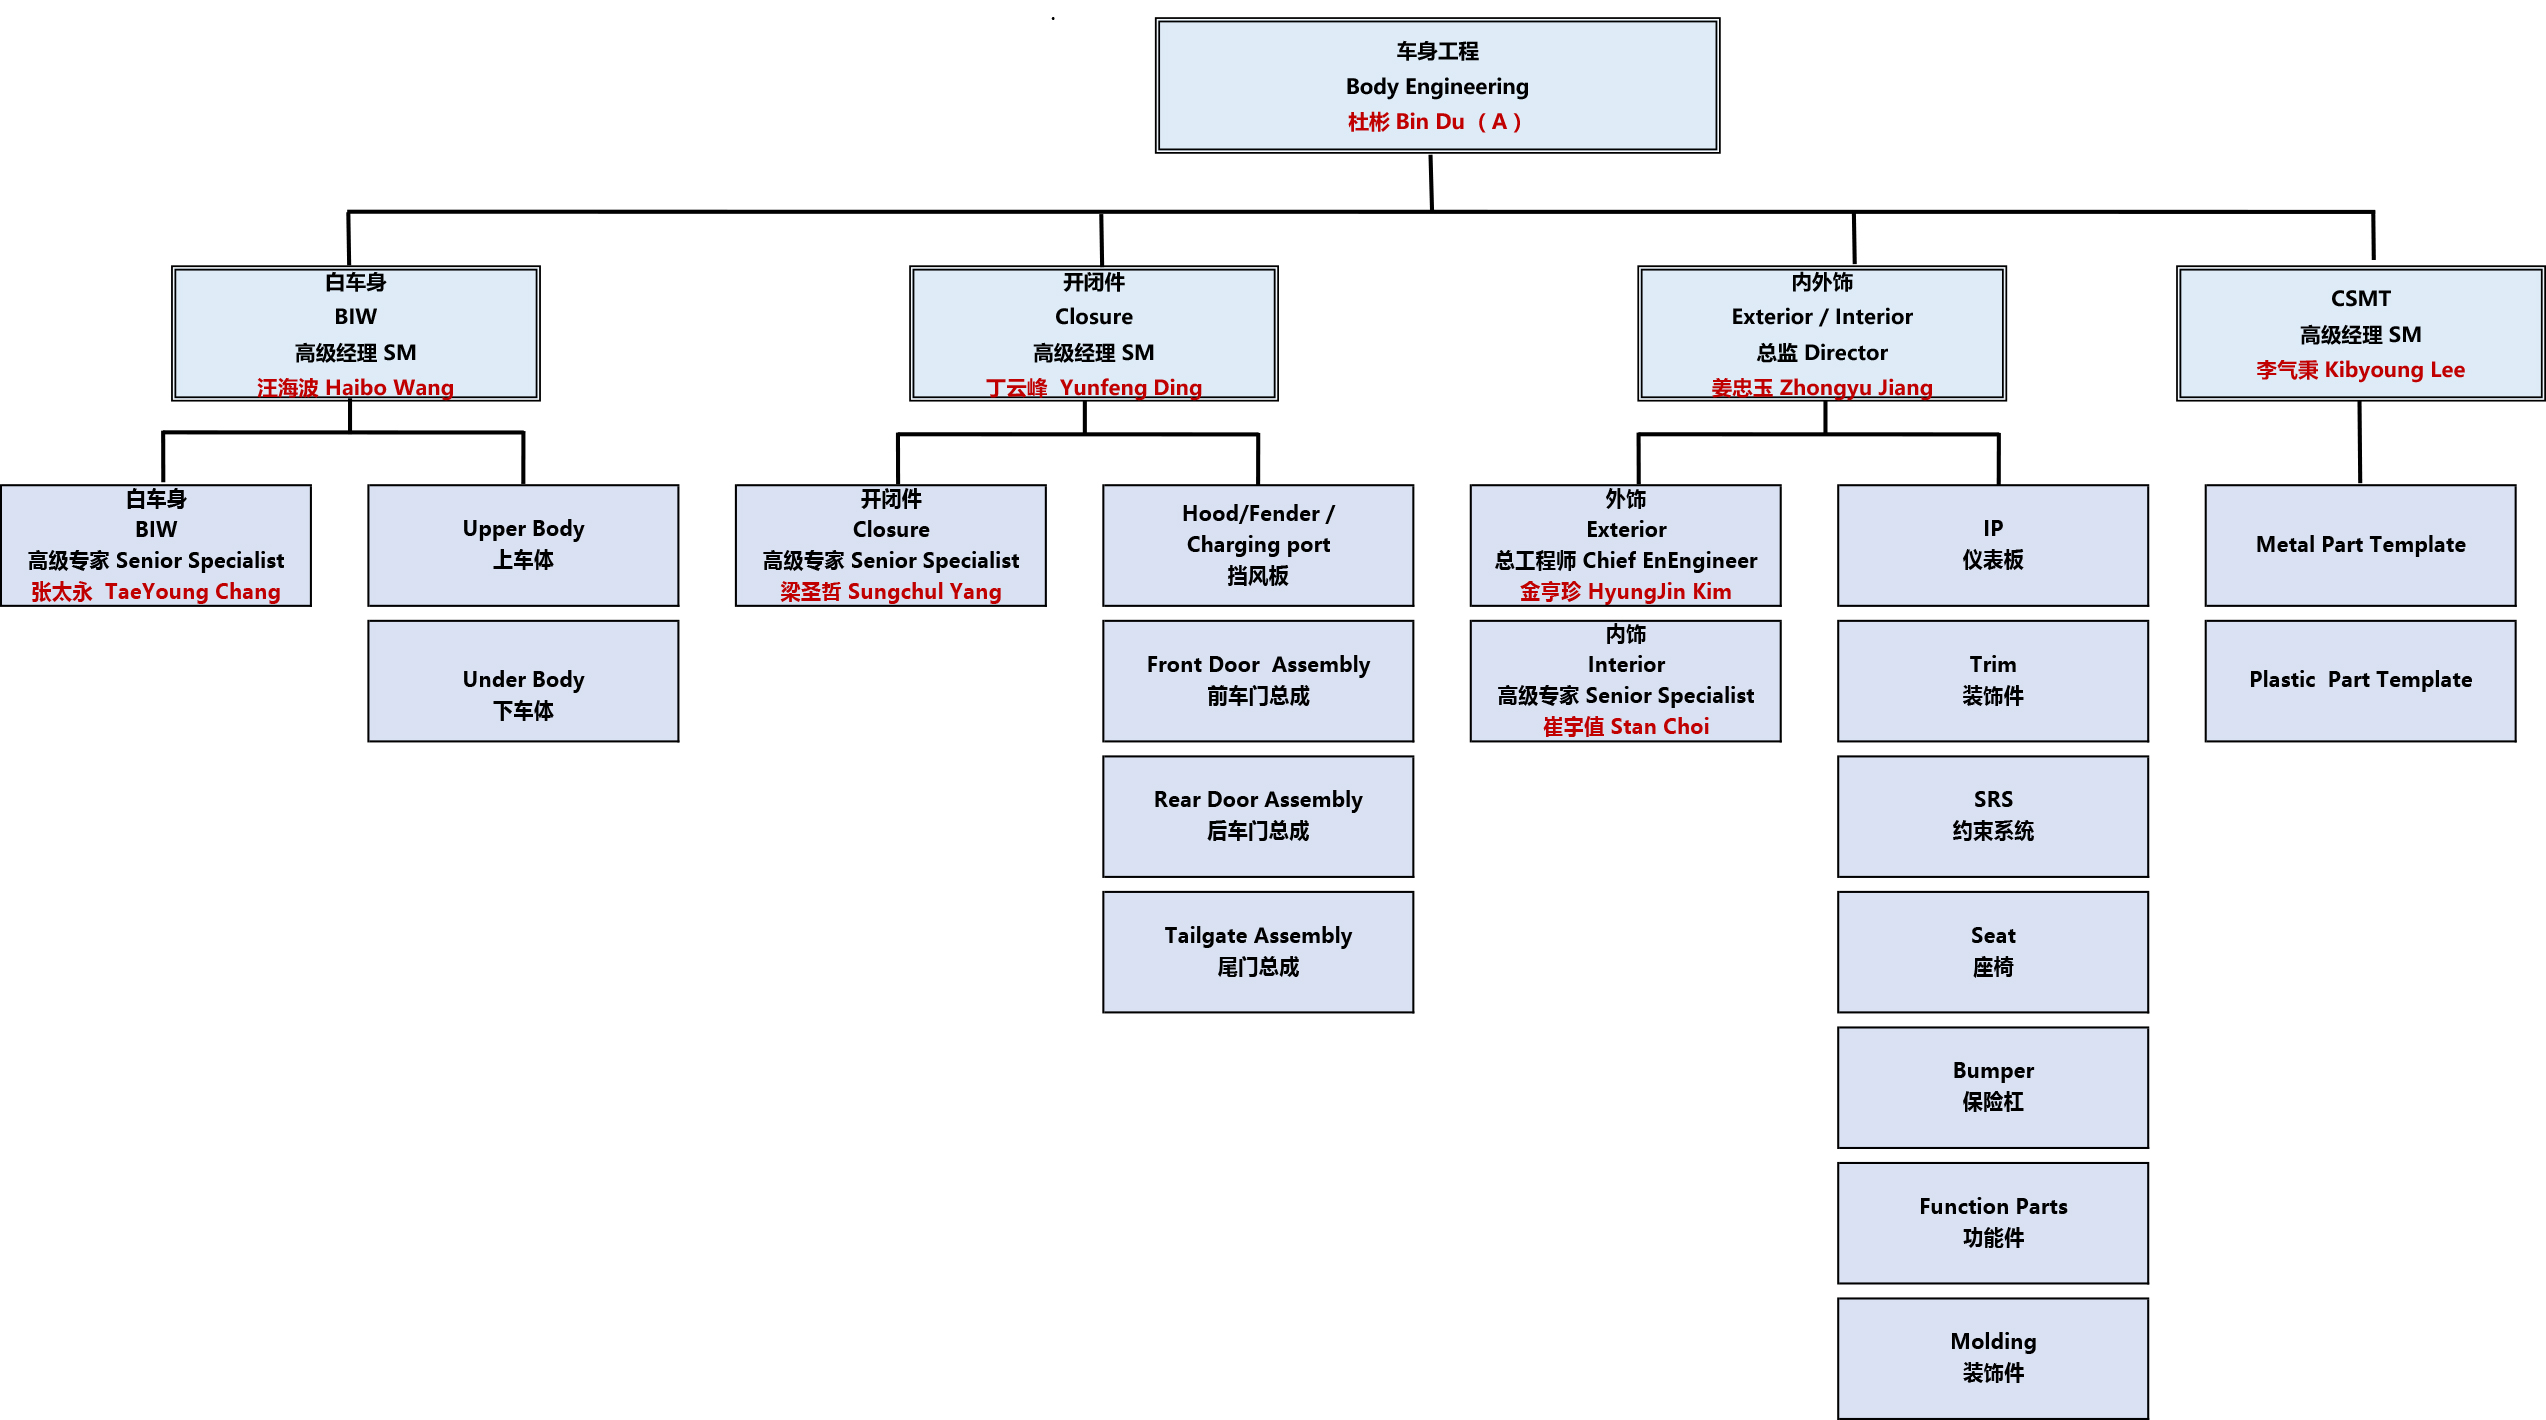 .
车身工程
Body Engineering
杜彬 Bin Du（A）
白车身
BIW
高级经理 SM
汪海波 Haibo Wang
开闭件
Closure
高级经理 SM
丁云峰  Yunfeng Ding
内外饰
Exterior / Interior
总监 Director
姜忠玉 Zhongyu Jiang
CSMT
高级经理 SM
李气秉 Kibyoung Lee
白车身
BIW
高级专家 Senior Specialist
张太永  TaeYoung Chang
Upper Body
上车体
Under Body
下车体
开闭件
Closure
高级专家 Senior Specialist
梁圣哲 Sungchul Yang
Hood/Fender /
Charging port
挡风板
Front Door  Assembly
前车门总成
Rear Door Assembly
后车门总成
Tailgate Assembly
尾门总成
外饰
Exterior
总工程师 Chief EnEngineer
金亨珍 HyungJin Kim
内饰
Interior
高级专家 Senior Specialist
崔宇值 Stan Choi
IP
仪表板
Trim
装饰件
SRS
约束系统
Seat
座椅
Bumper
保险杠
Function Parts
功能件
Molding
装饰件
Metal Part Template
Plastic  Part Template